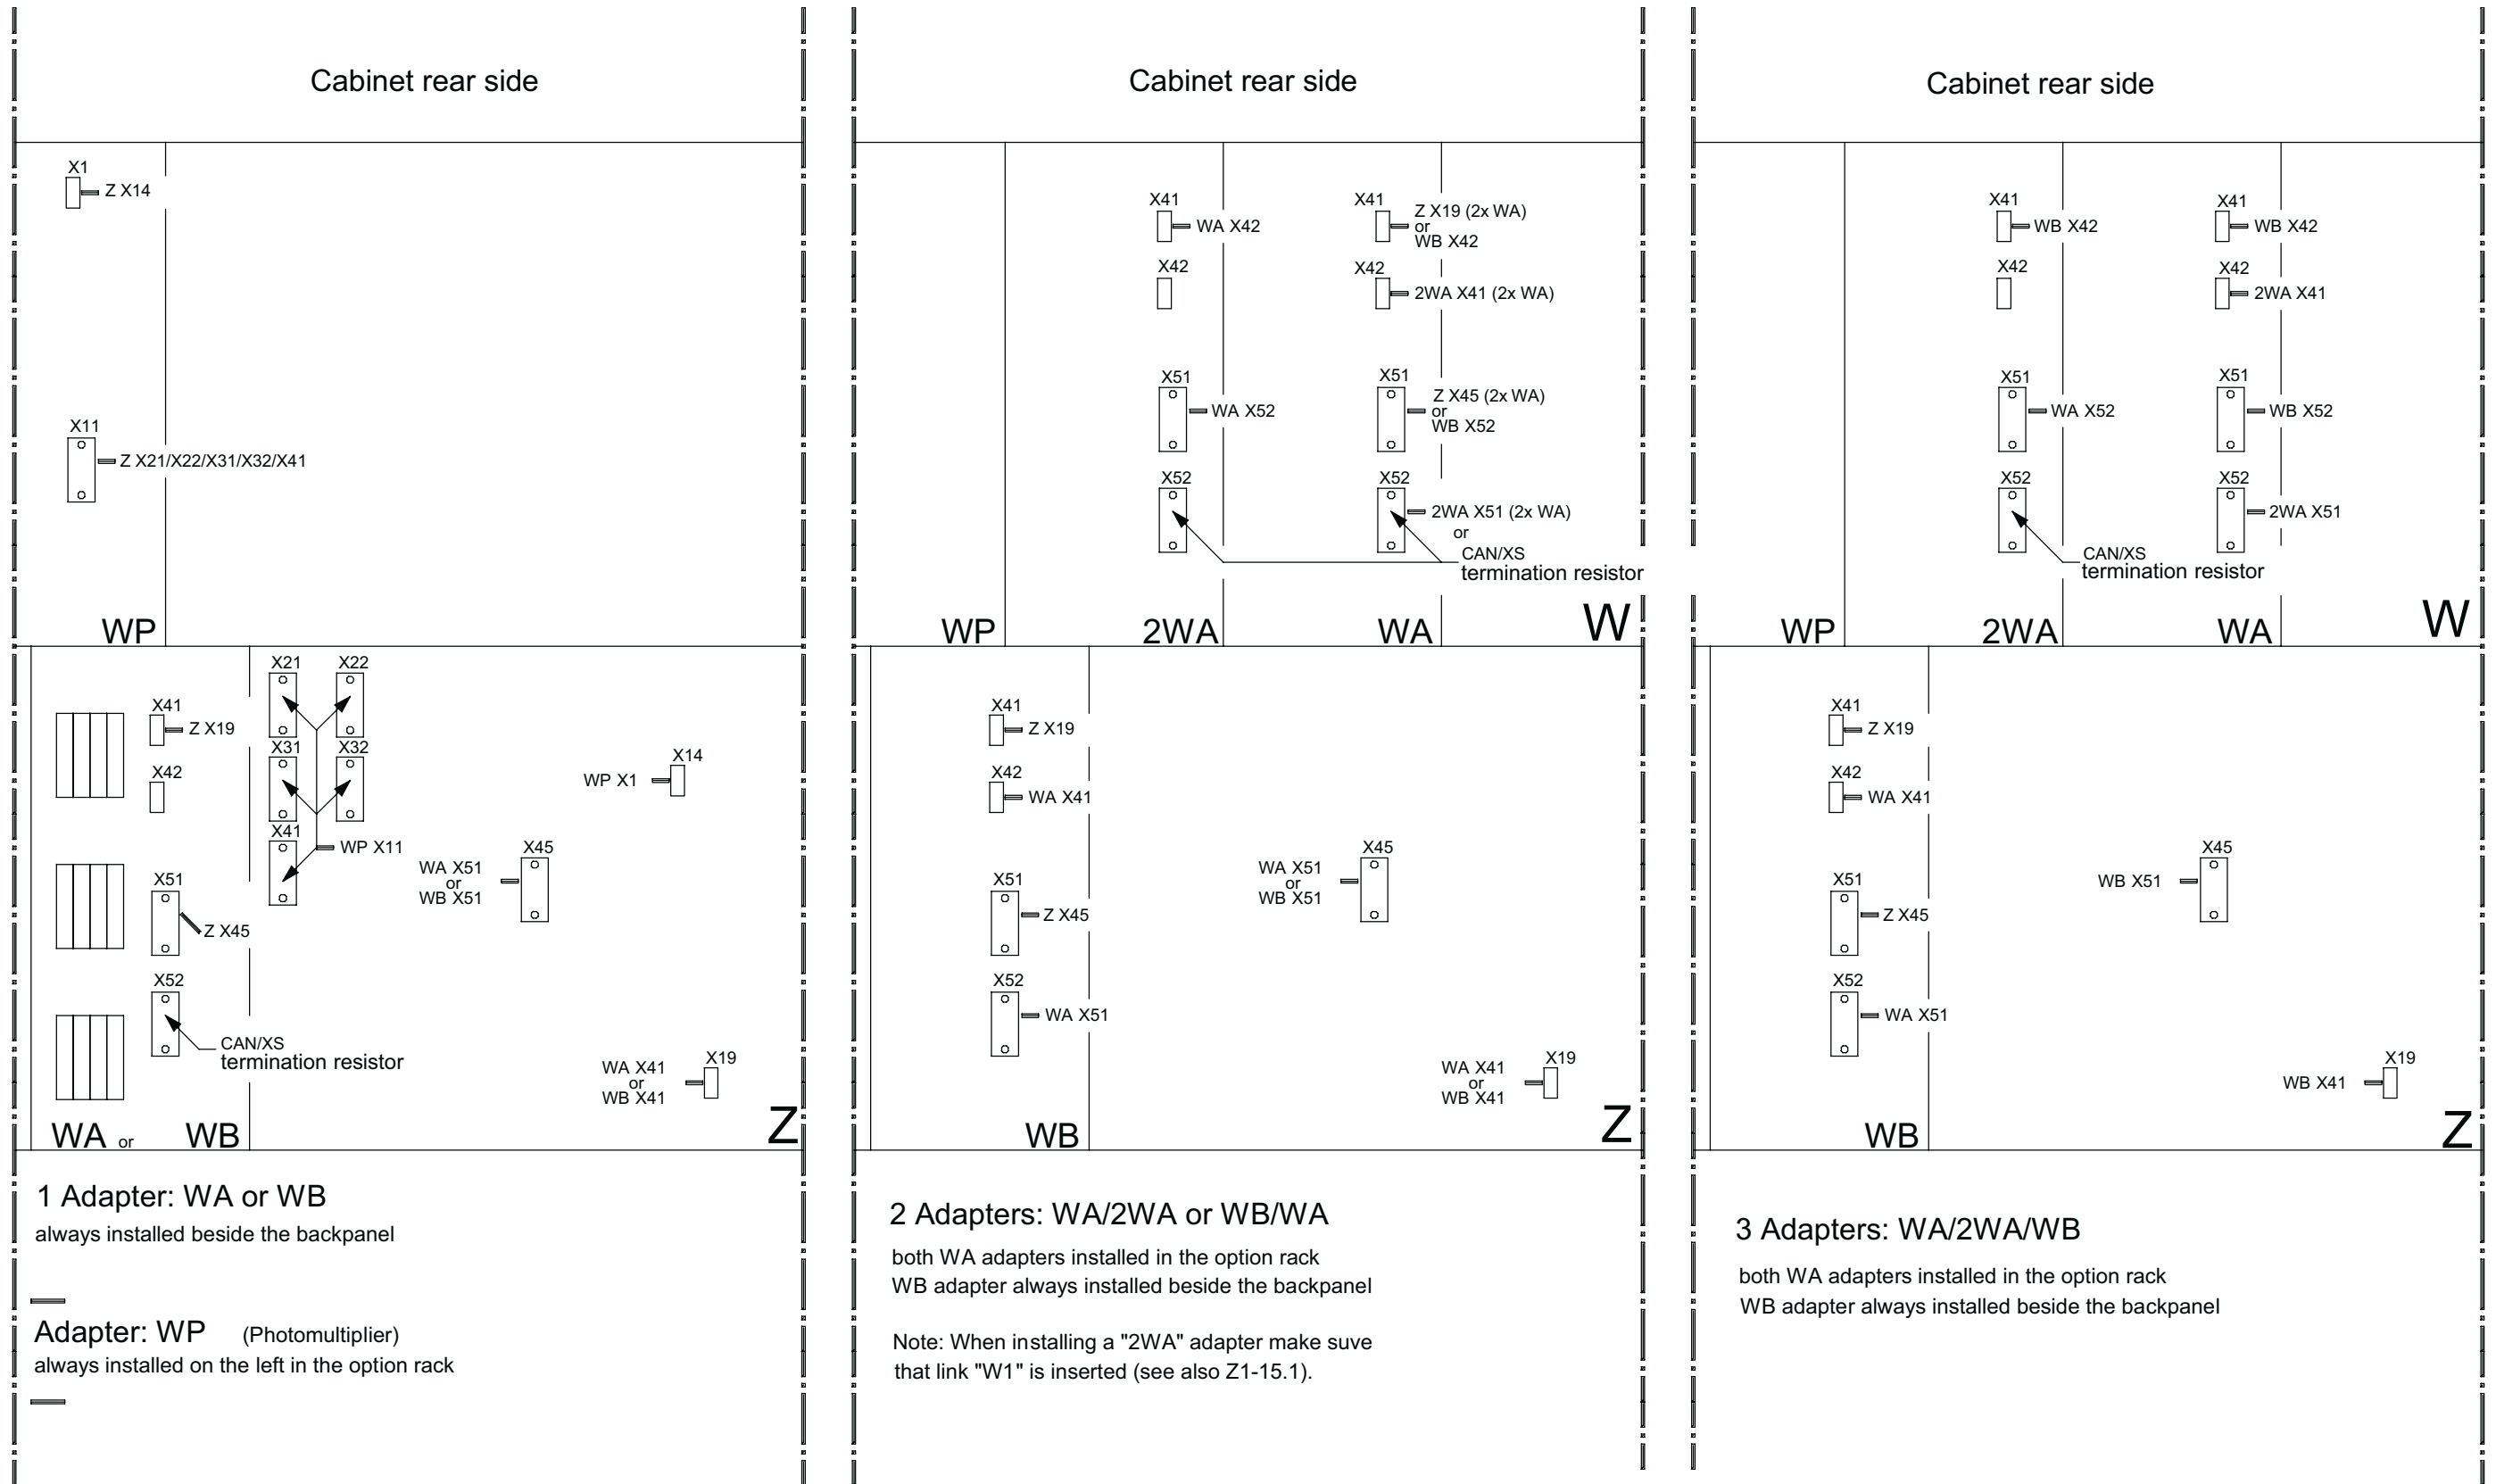 Cabinet rear side
X1
Z X14
X11
Z X21/X22/X31/X32/X41
WP
X21
X22
X41
Z X19
X31
X32
X42
X14
WP X1
X41
WP X11
X45
WA X51
or
WB X51
X51
Z X45
X52
CAN/XS
termination resistor
X19
WA X41
or
WB X41
WA or WB
Z
1 Adapter: WA or WB
always installed beside the backpanel
Adapter: WP (Photomultiplier)
always installed on the left in the option rack
Cabinet rear side
X41
WA X42
X41
Z X19 (2x WA)
or
WB X42
X42
X42
2WA X41 (2x WA)
X51
WA X52
X51
Z X45 (2x WA)
or
WB X52
X52
X52
2WA X51 (2x WA)
or
CAN/XS
termination resistor
WP
2WA
WA
W
X41
Z X19
X42
WA X41
X45
WA X51
or
WB X51
X51
Z X45
X52
WA X51
X19
WA X41
or
WB X41
WB
Z
2 Adapters: WA/2WA or WB/WA
both WA adapters installed in the option rack
WB adapter always installed beside the backpanel
Note: When installing a "2WA" adapter make suve
that link "W1" is inserted (see also Z1-15.1).
Cabinet rear side
X41
WB X42
X41
WB X42
X42
X42
2WA X41
X51
WA X52
X51
WB X52
X52
X52
2WA X51
CAN/XS
termination resistor
WP
2WA
WA
W
X41
Z X19
X42
WA X41
X45
WB X51
X51
Z X45
X52
WA X51
X19
WB X41
WB
Z
3 Adapters: WA/2WA/WB
both WA adapters installed in the option rack
WB adapter always installed beside the backpanel